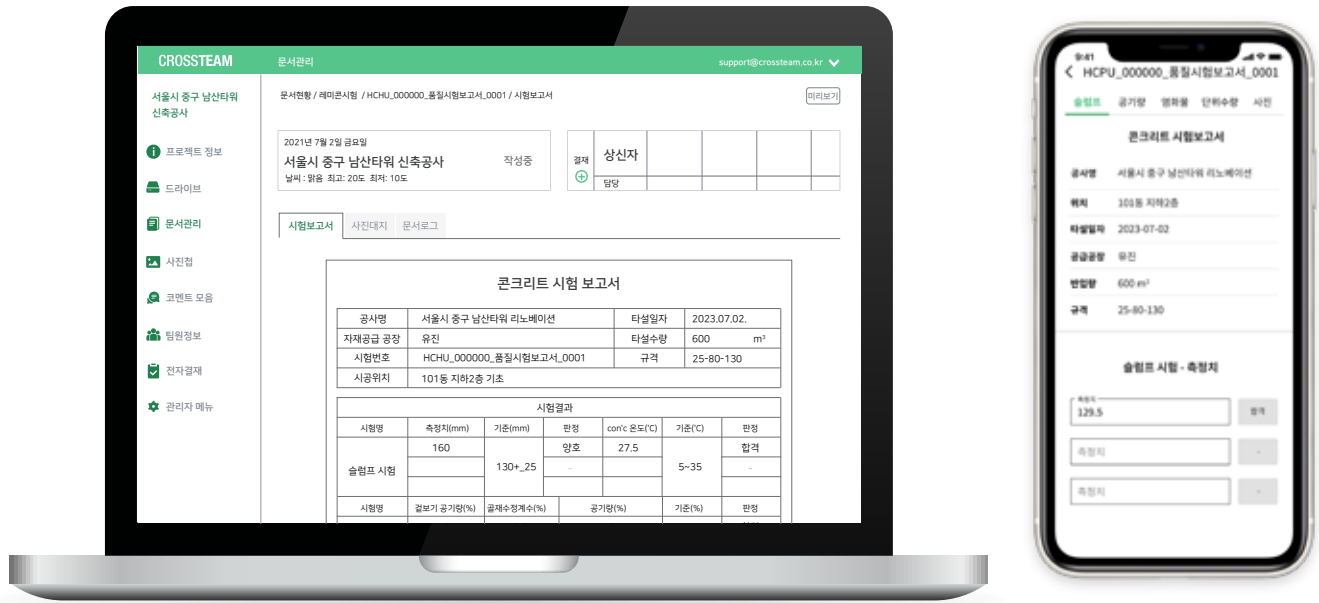 CROSSTEAM
문서관리
support@crossteam.co.kr
서울시 중구 남산타워
신축공사
프로젝트 정보
드라이브
문서관리
사진첩
코멘트 모음
팀원정보
전자결재
관리자 메뉴
문서현황 / 레미콘시험 / HCHU_000000_품질시험보고서_0001 / 시험보고서
미리보기
2021년 7월 2일 금요일
서울시 중구 남산타워 신축공사
작성중
날씨 : 맑음 최고: 20도 최저: 10도
결재
상신자
담당
시험보고서 사진대지 문서로그
콘크리트 시험 보고서
공사명 서울시 중구 남산타워 리노베이션 타설일자 2023.07.02.
자재공급 공장 유진 타설수량 600 m³
시험번호 HCHU_000000_품질시험보고서_0001 규격 25-80-130
시공위치 101동 지하2층 기초
시험결과
시험명 측정치(mm) 기준(mm) 판정 con'c 온도(℃) 기준(℃) 판정
160 양호 27.5 합격
슬럼프 시험 130+_25 - 5~35 -
시험명 겉보기 공기량(%) 골재수정계수(%) 공기량(%) 기준(%) 판정
9:41
HCPU_000000_품질시험보고서_0001
슬럼프 공기량 염화물 단위수량 사진
콘크리트 시험보고서
공사명 서울시 중구 남산타워 리노베이션
위치 101동 지하2층
타설일자 2023-07-02
공급공장 유진
반입량 600 m³
규격 25-80-130
슬럼프 시험 - 측정치
측정치
129.5 합격
측정치 -
측정치 -